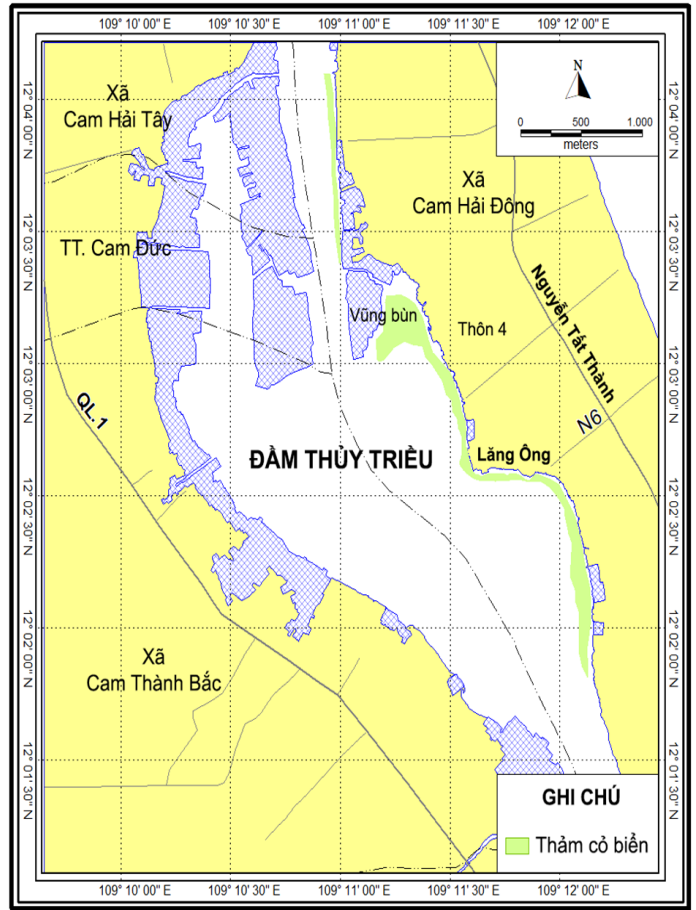 109° 10' 00" E
109° 10' 30" E
109° 11' 00" E
109° 11' 30" E
109° 12' 00" E
12° 04' 00" N
12° 03' 30" N
12° 03' 00" N
12° 02' 30" N
12° 02' 00" N
12° 01' 30" N
Xã
Cam Hải Tây
N
0 500 1.000
meters
Xã
Cam Hải Đông
TT. Cam Đức
Nguyễn Tất Thành
Vũng bùn
Thôn 4
QL.1
N6
Lăng Ông
ĐẦM THỦY TRIỀU
Xã
Cam Thành Bắc
GHI CHÚ
Thảm cỏ biển
12° 04' 00" N
12° 03' 30" N
12° 03' 00" N
12° 02' 30" N
12° 02' 00" N
12° 01' 30" N
109° 10' 00" E
109° 10' 30" E
109° 11' 00" E
109° 11' 30" E
109° 12' 00" E